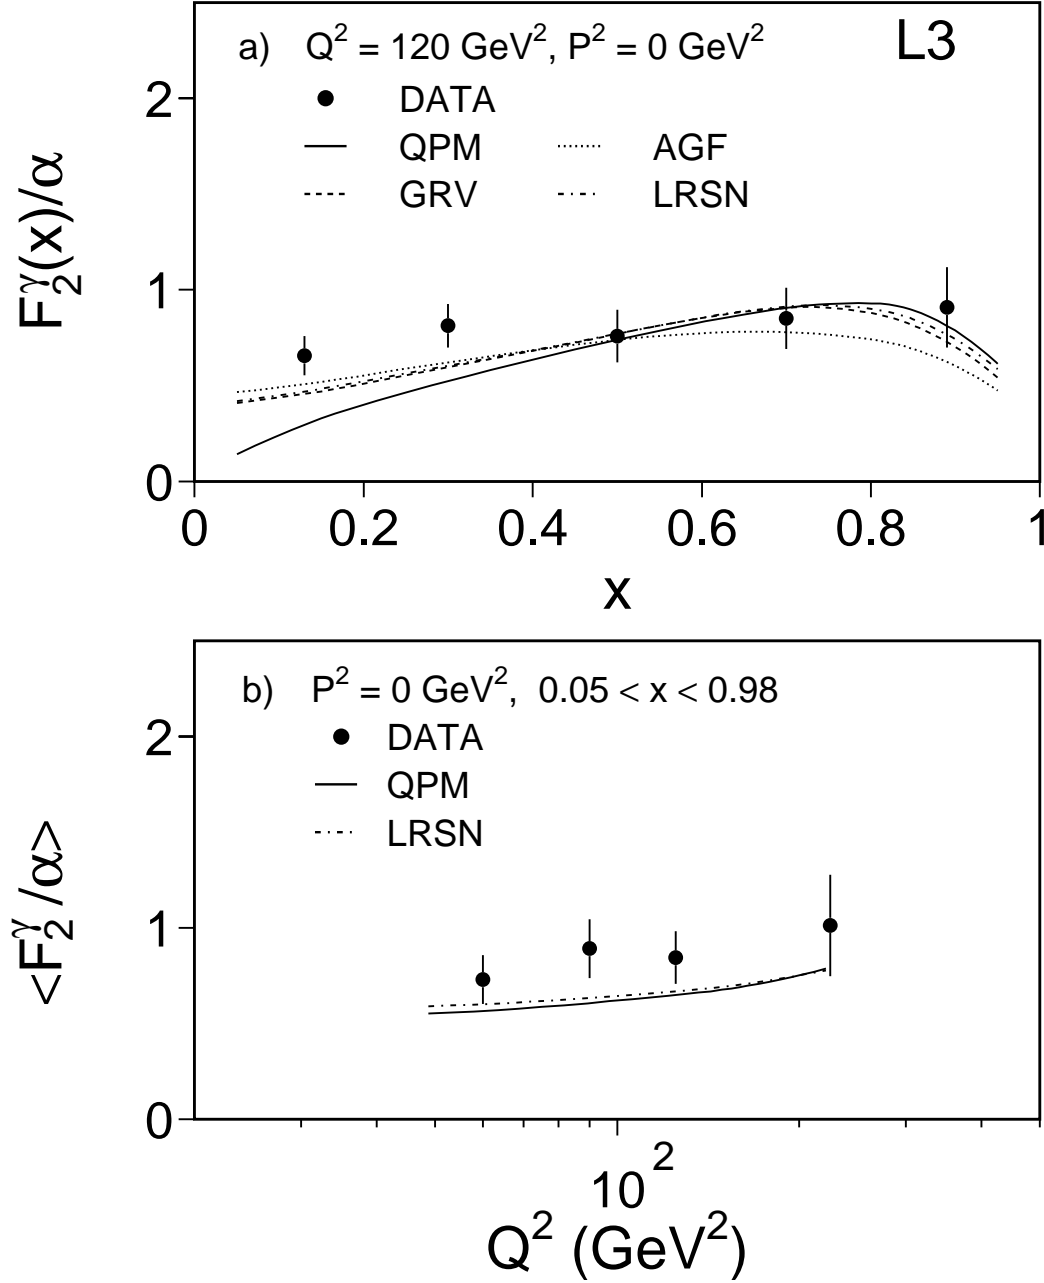 a) Q² = 120 GeV², P² = 0 GeV² L3
DATA
QPM AGF
GRV LRSN
F₂^γ(x)/α
2
1
0
0 0.2 0.4 0.6 0.8 1
x
b) P² = 0 GeV², 0.05 < x < 0.98
DATA
QPM
LRSN
<F₂^γ/α>
2
1
0
10²
Q² (GeV²)